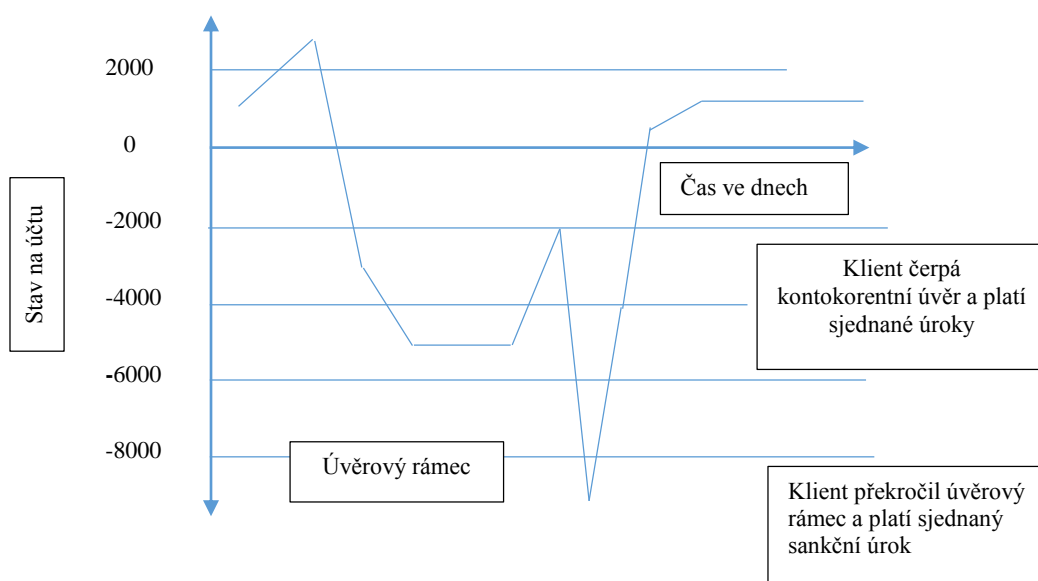 2000
0
-2000
-4000
-6000
-8000
Stav na účtu
Čas ve dnech
Klient čerpá
kontokorentní úvěr a platí
sjednané úroky
Úvěrový rámec
Klient překročil úvěrový
rámec a platí sjednaný
sankční úrok